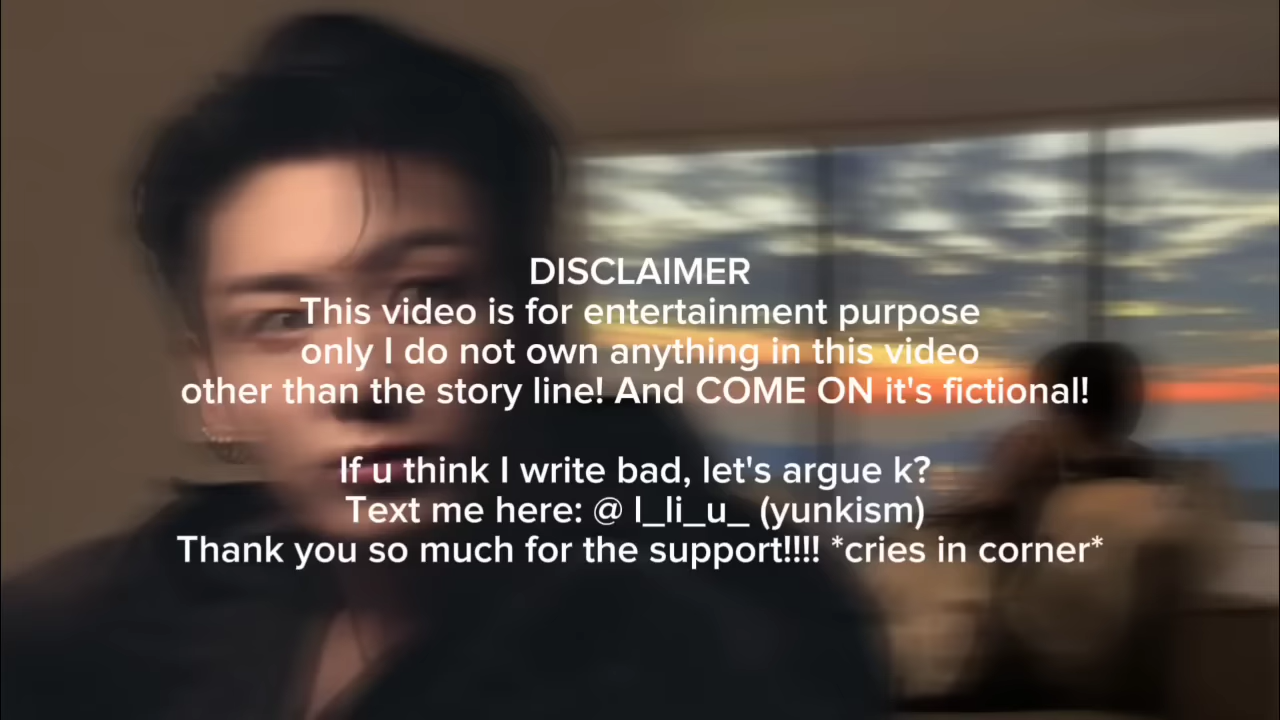 DISCLAIMER
This video is for entertainment purpose
only I do not own anything in this video
other than the story line! And COME ON it's fictional!
If u think I write bad, let's argue k?
Text me here: @ l_li_u_ (yunkism)
Thank you so much for the support!!!! *cries in corner*